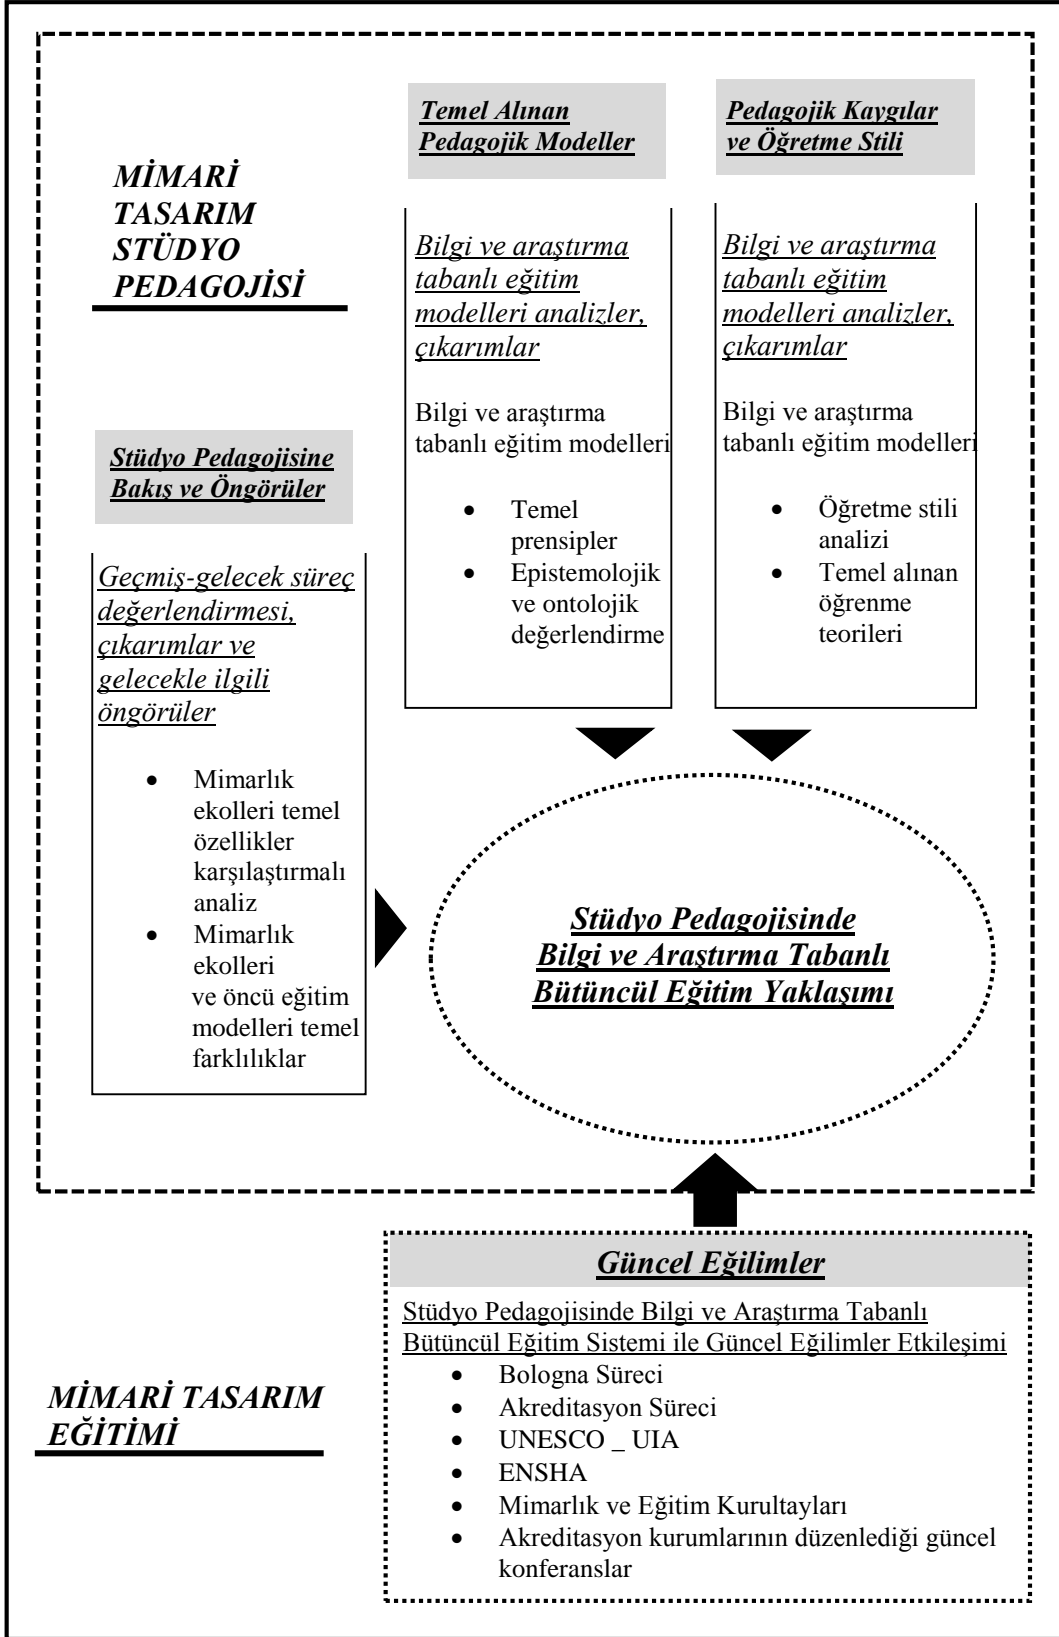 MİMARİ
TASARIM
STÜDYO
PEDAGOJİSİ
Temel Alınan
Pedagojik Modeller
Bilgi ve araştırma
tabanlı eğitim
modelleri analizler,
çıkarımlar
Bilgi ve araştırma
tabanlı eğitim modelleri
• Temel
prensipler
• Epistemolojik
ve ontolojik
değerlendirme
Pedagojik Kaygılar
ve Öğretme Stili
Bilgi ve araştırma
tabanlı eğitim
modelleri analizler,
çıkarımlar
Bilgi ve araştırma
tabanlı eğitim modelleri
• Öğretme stili
analizi
• Temel alınan
öğrenme
teorileri
Stüdyo Pedagojisine
Bakış ve Öngörüler
Geçmiş-gelecek süreç
değerlendirmesi,
çıkarımlar ve
gelecekle ilgili
öngörüler
• Mimarlık
ekolleri temel
özellikler
karşılaştırmalı
analiz
• Mimarlık
ekolleri
ve öncü eğitim
modelleri temel
farklılıklar
Stüdyo Pedagojisinde
Bilgi ve Araştırma Tabanlı
Bütüncül Eğitim Yaklaşımı
MİMARİ TASARIM
EĞİTİMİ
Güncel Eğilimler
Stüdyo Pedagojisinde Bilgi ve Araştırma Tabanlı
Bütüncül Eğitim Sistemi ile Güncel Eğilimler Etkileşimi
• Bologna Süreci
• Akreditasyon Süreci
• UNESCO _ UIA
• ENSHA
• Mimarlık ve Eğitim Kurultayları
• Akreditasyon kurumlarının düzenlediği güncel
konferanslar